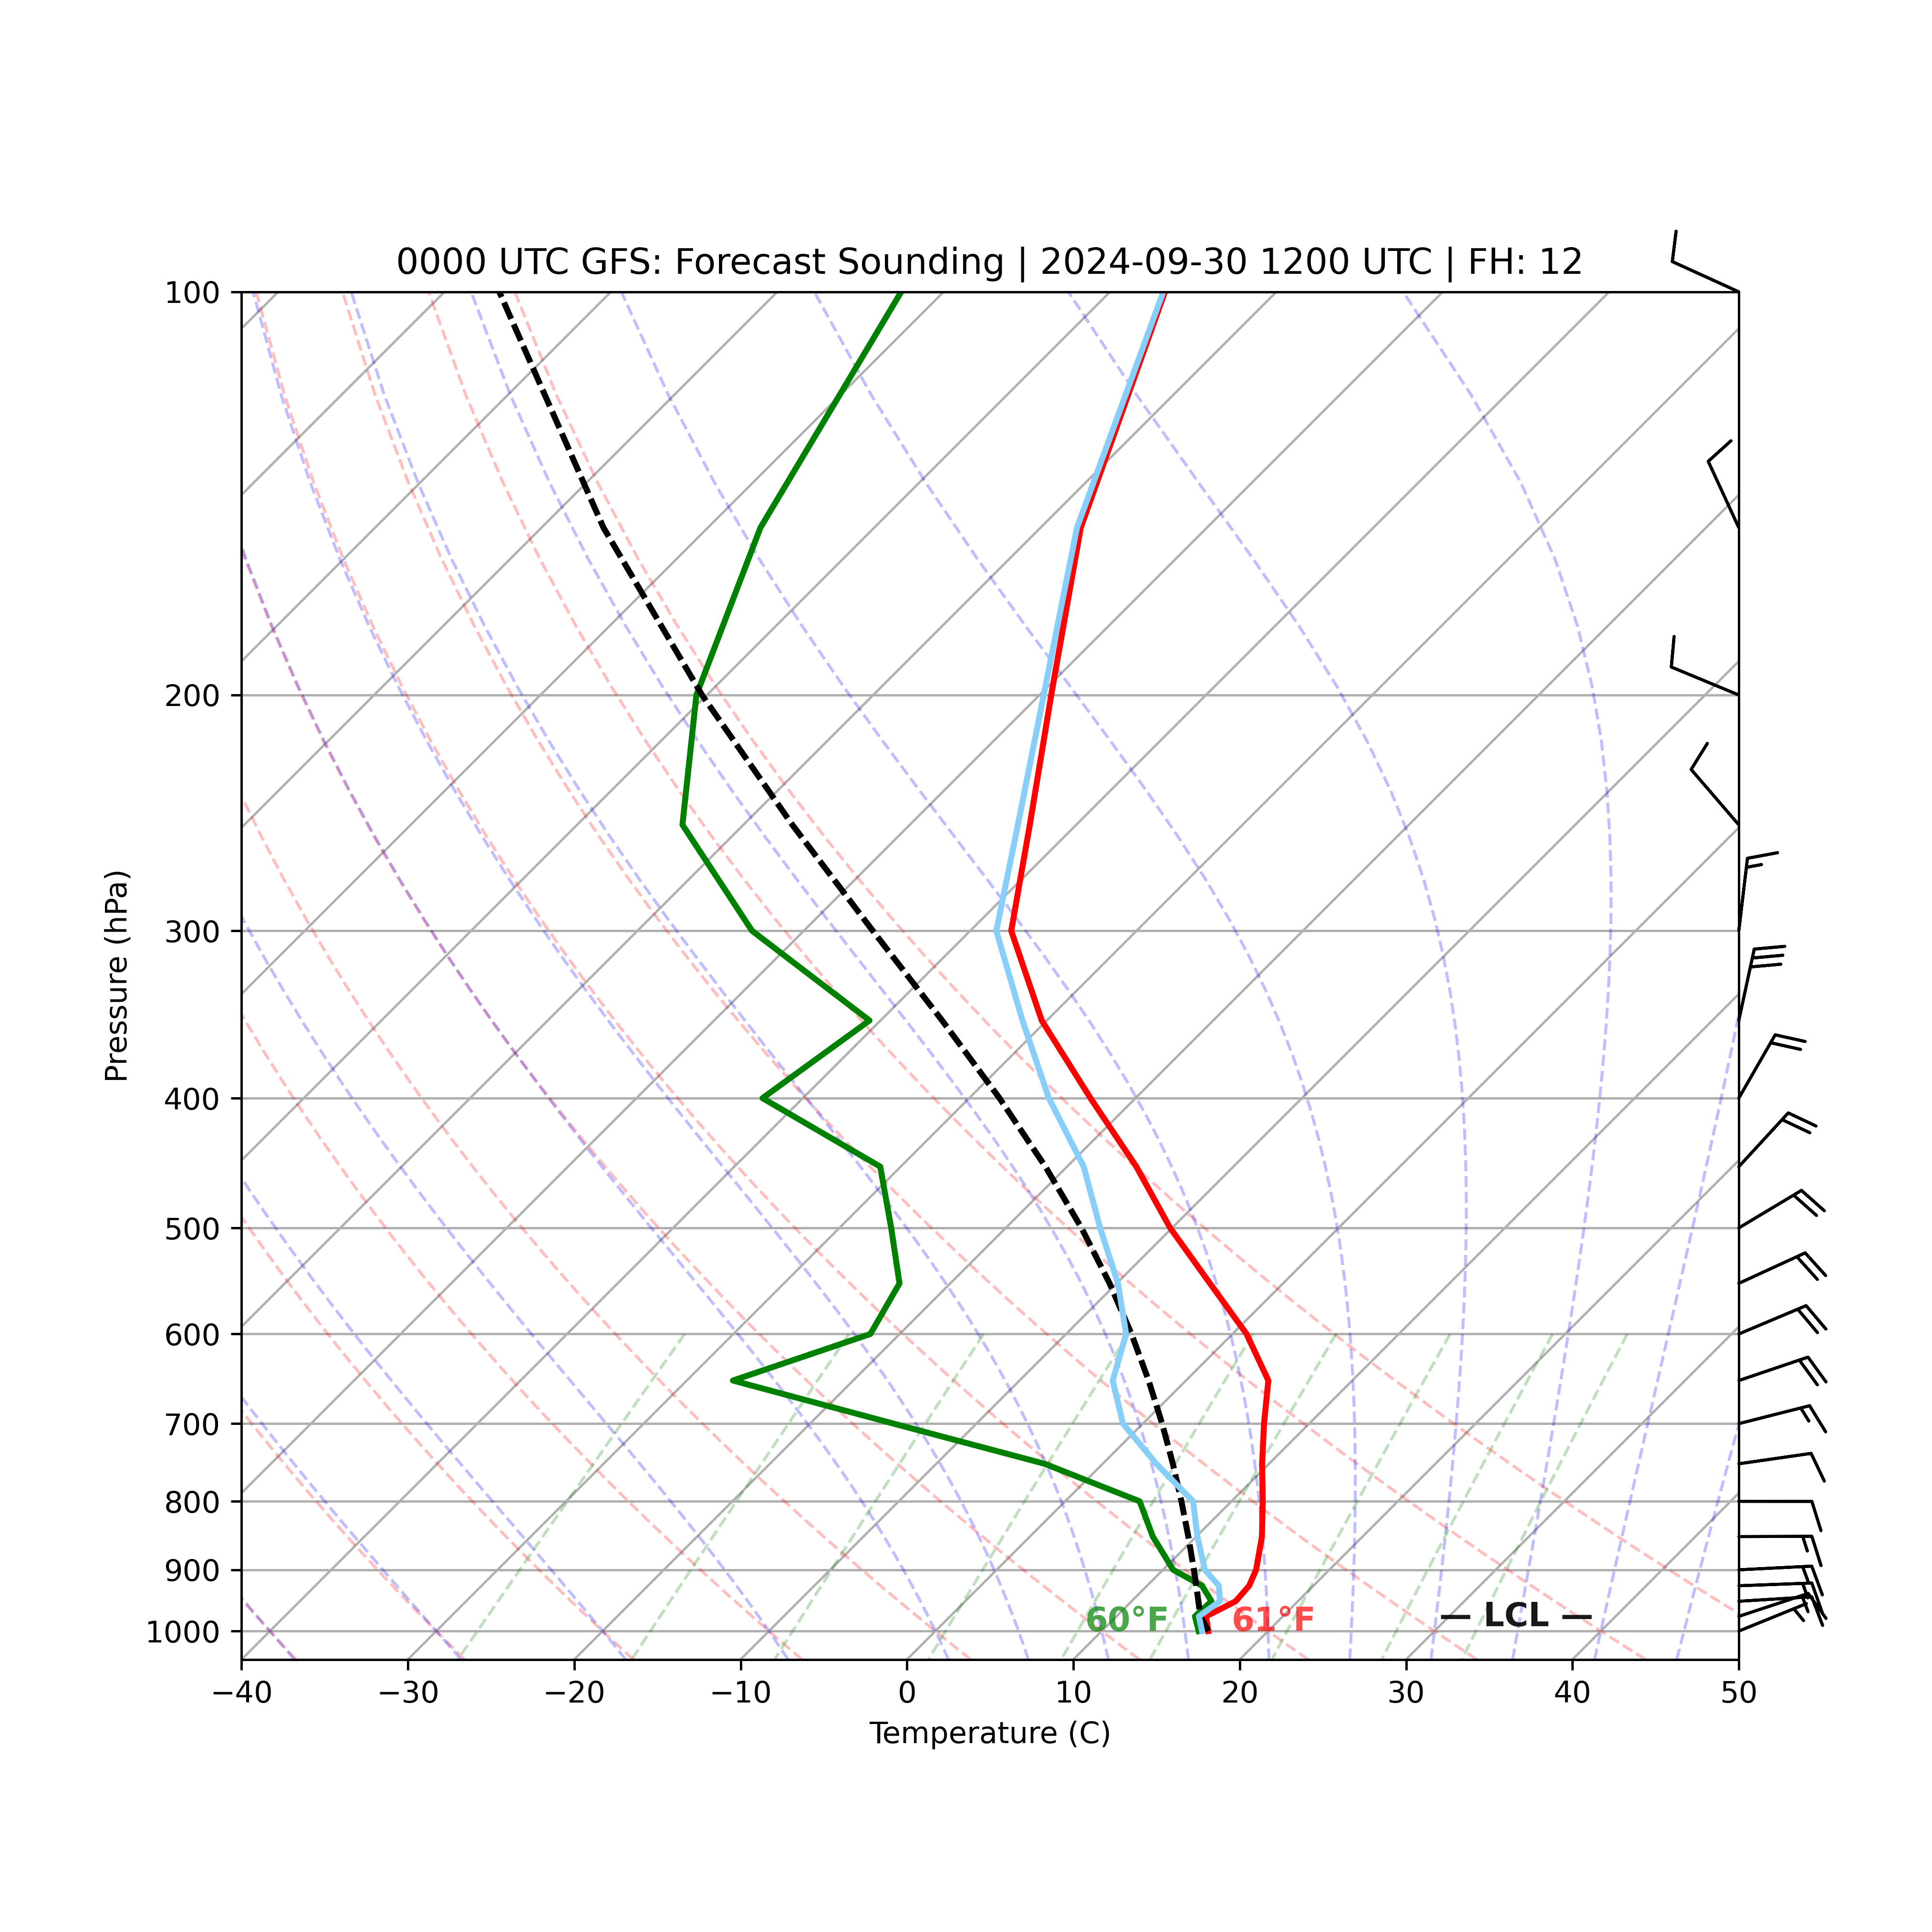 0000 UTC GFS: Forecast Sounding | 2024-09-30 1200 UTC | FH: 12
100
200
300
400
500
600
700
800
900
1000
Pressure (hPa)
60°F
61°F
— LCL —
−40 −30 −20 −10 0 10 20 30 40 50
Temperature (C)